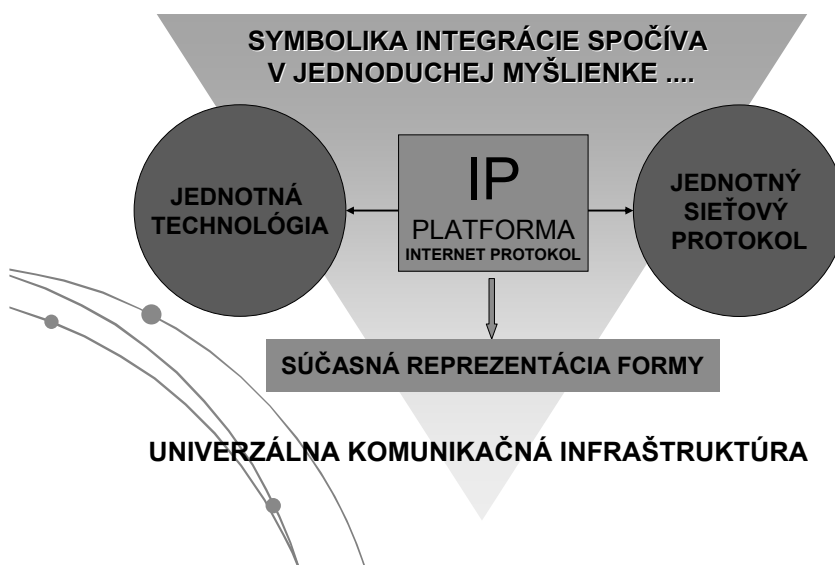 SYMBOLIKA INTEGRÁCIE SPOČÍVA
V JEDNODUCHEJ MYŠLIENKE ....
JEDNOTNÁ
TECHNOLÓGIA
IP
PLATFORMA
INTERNET PROTOKOL
JEDNOTNÝ
SIEŤOVÝ
PROTOKOL
SÚČASNÁ REPREZENTÁCIA FORMY
UNIVERZÁLNA KOMUNIKAČNÁ INFRAŠTRUKTÚRA